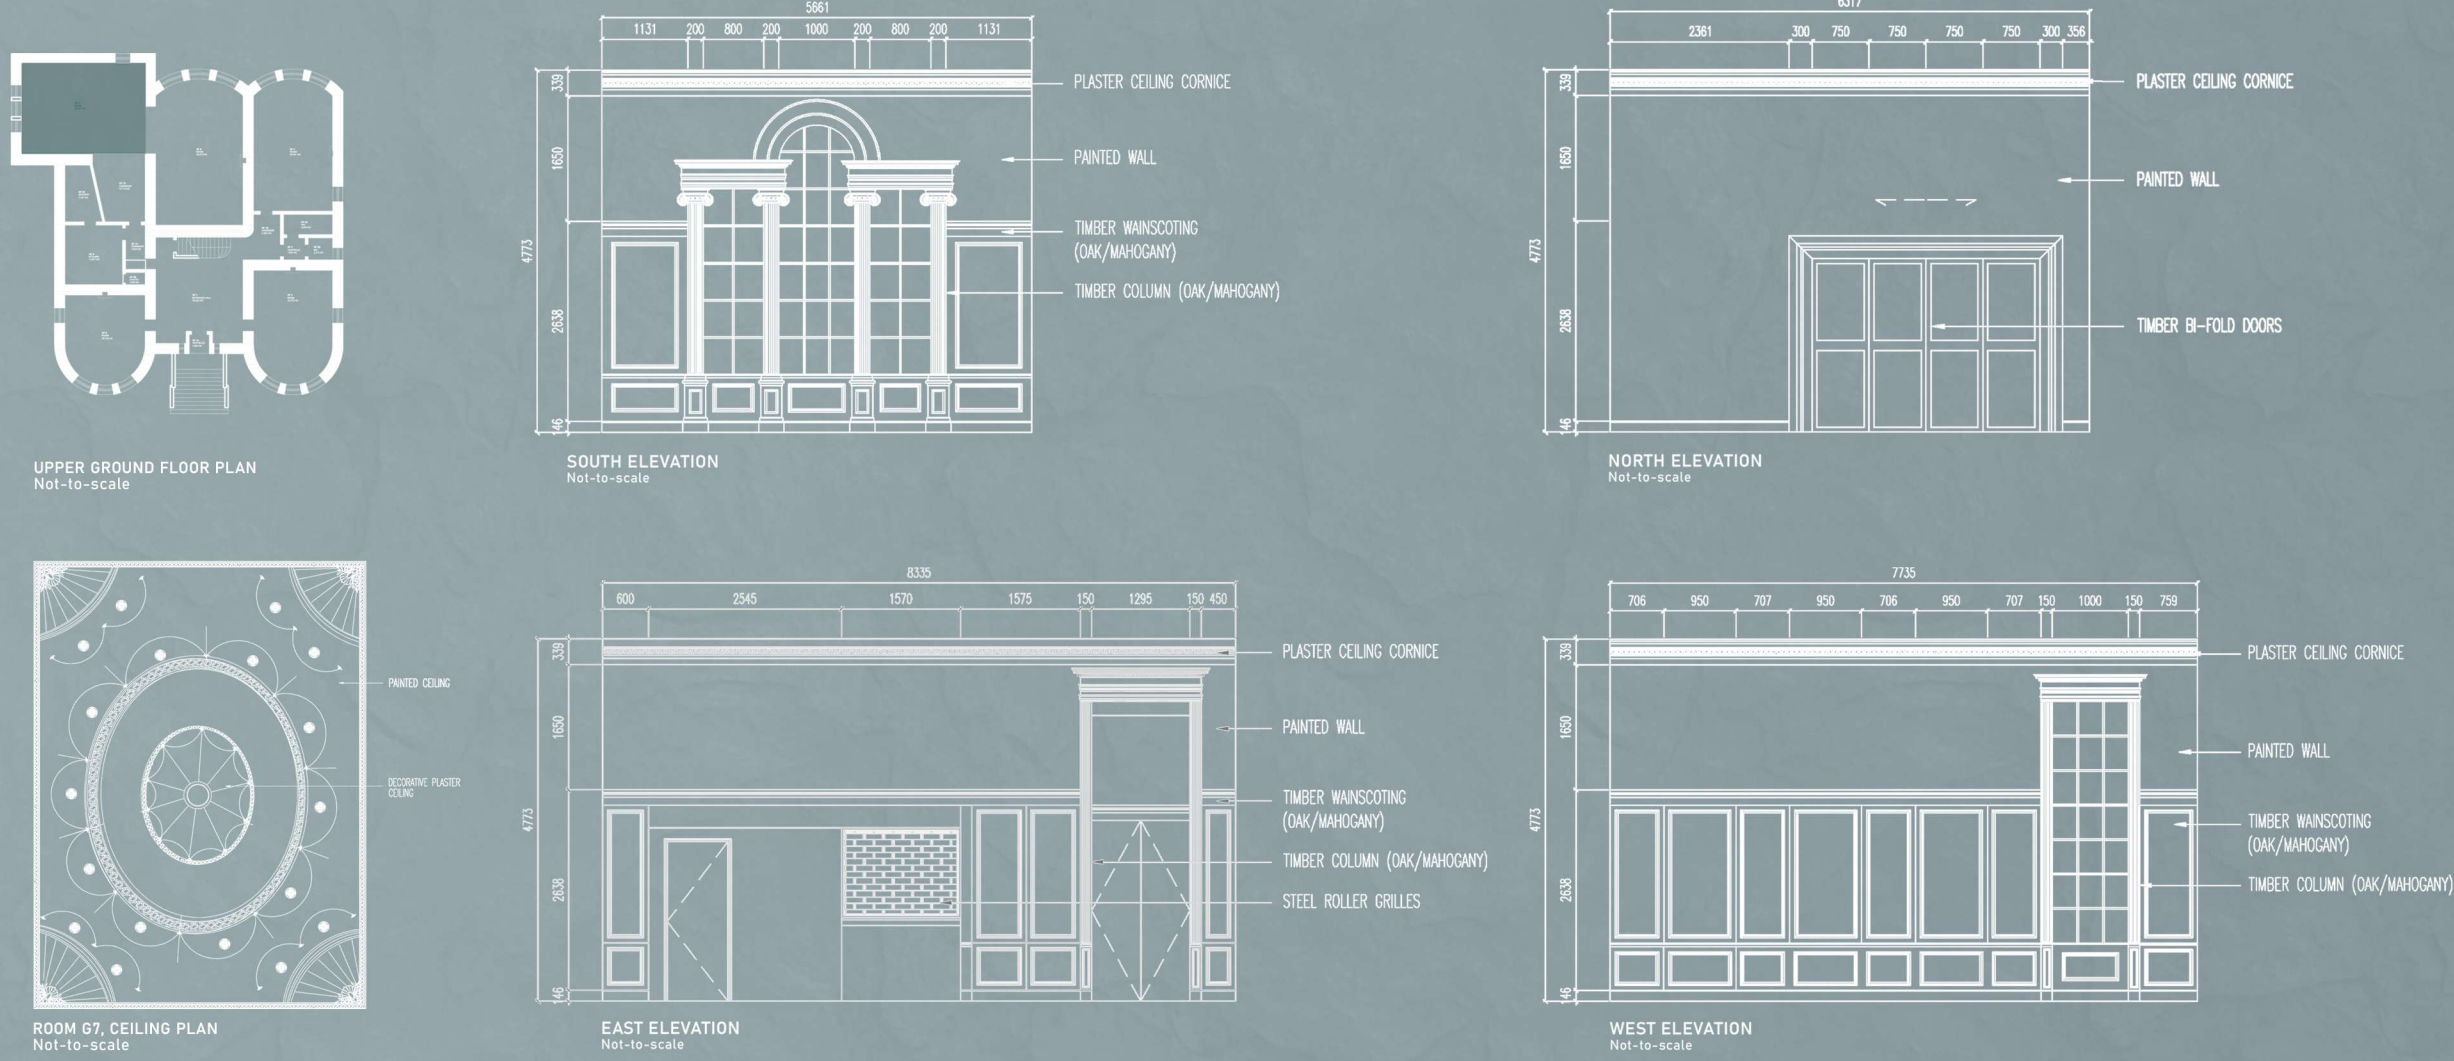 UPPER GROUND FLOOR PLAN
Not-to-scale
5661
1131 200 800 200 1000 200 800 200 1131
339
1650
4773
2638
146
PLASTER CEILING CORNICE
PAINTED WALL
TIMBER WAINSCOTING
(OAK/MAHOGANY)
TIMBER COLUMN (OAK/MAHOGANY)
SOUTH ELEVATION
Not-to-scale
6317
2361 300 750 750 750 750 300 356
339
1650
4773
2638
146
PLASTER CEILING CORNICE
PAINTED WALL
TIMBER BI-FOLD DOORS
NORTH ELEVATION
Not-to-scale
PAINTED CEILING
DECORATIVE PLASTER
CEILING
ROOM G7, CEILING PLAN
Not-to-scale
8335
600 2545 1570 1575 150 1295 150 450
339
1650
4773
2638
146
PLASTER CEILING CORNICE
PAINTED WALL
TIMBER WAINSCOTING
(OAK/MAHOGANY)
TIMBER COLUMN (OAK/MAHOGANY)
STEEL ROLLER GRILLES
EAST ELEVATION
Not-to-scale
7735
706 950 707 950 706 950 707 150 1000 150 759
339
1650
4773
2638
146
PLASTER CEILING CORNICE
PAINTED WALL
TIMBER WAINSCOTING
(OAK/MAHOGANY)
TIMBER COLUMN (OAK/MAHOGANY)
WEST ELEVATION
Not-to-scale